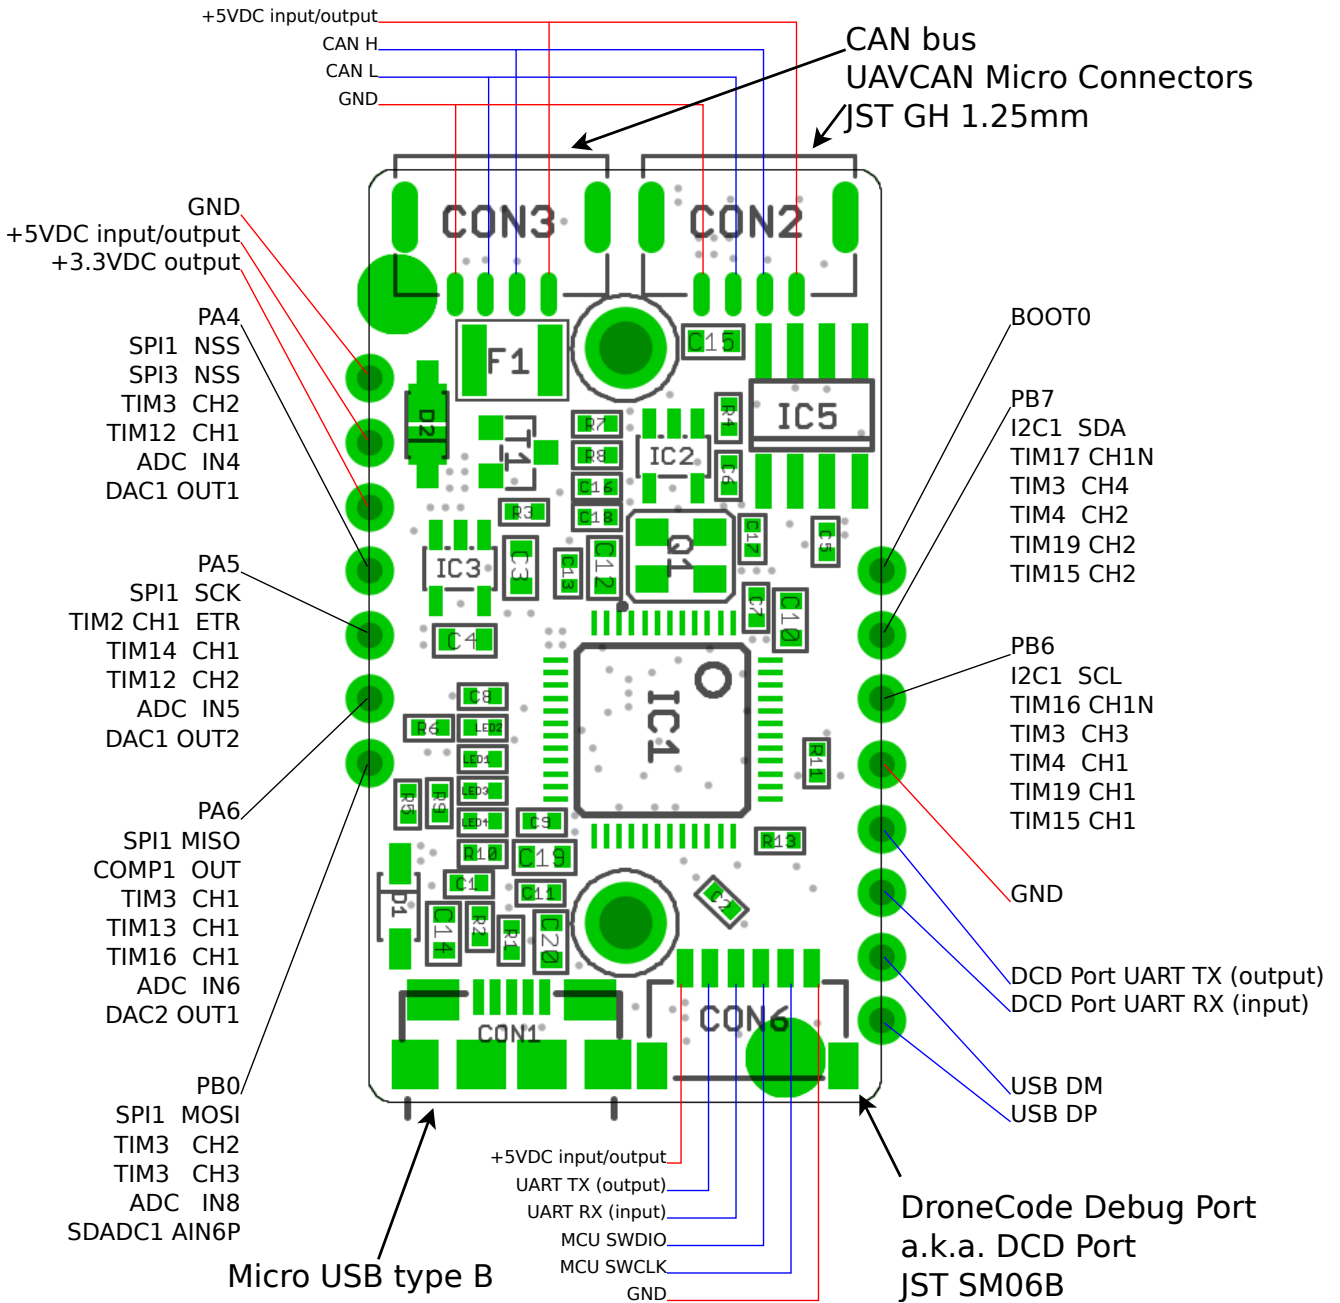 +5VDC input/output
CAN H
CAN L
GND
CAN bus
UAVCAN Micro Connectors
JST GH 1.25mm
GND
+5VDC input/output
+3.3VDC output
PA4
SPI1 NSS
SPI3 NSS
TIM3 CH2
TIM12 CH1
ADC IN4
DAC1 OUT1
PA5
SPI1 SCK
TIM2 CH1 ETR
TIM14 CH1
TIM12 CH2
ADC IN5
DAC1 OUT2
PA6
SPI1 MISO
COMP1 OUT
TIM3 CH1
TIM13 CH1
TIM16 CH1
ADC IN6
DAC2 OUT1
PB0
SPI1 MOSI
TIM3 CH2
TIM3 CH3
ADC IN8
SDADC1 AIN6P
CON3
CON2
F1
C15
D2
T1
R7
R8
C16
C18
R4
IC2
C6
IC5
R3
IC3
C3
C13
C12
Q1
C17
C5
C4
C7
C10
C8
R6
LED2
LED1
LED3
LED4
R5
R9
IC1
R11
C9
R10
C19
R13
C1
C11
C2
D1
C14
R2
R1
C20
CON1
CON6
BOOT0
PB7
I2C1 SDA
TIM17 CH1N
TIM3 CH4
TIM4 CH2
TIM19 CH2
TIM15 CH2
PB6
I2C1 SCL
TIM16 CH1N
TIM3 CH3
TIM4 CH1
TIM19 CH1
TIM15 CH1
GND
DCD Port UART TX (output)
DCD Port UART RX (input)
USB DM
USB DP
+5VDC input/output
UART TX (output)
UART RX (input)
MCU SWDIO
MCU SWCLK
GND
Micro USB type B
DroneCode Debug Port
a.k.a. DCD Port
JST SM06B